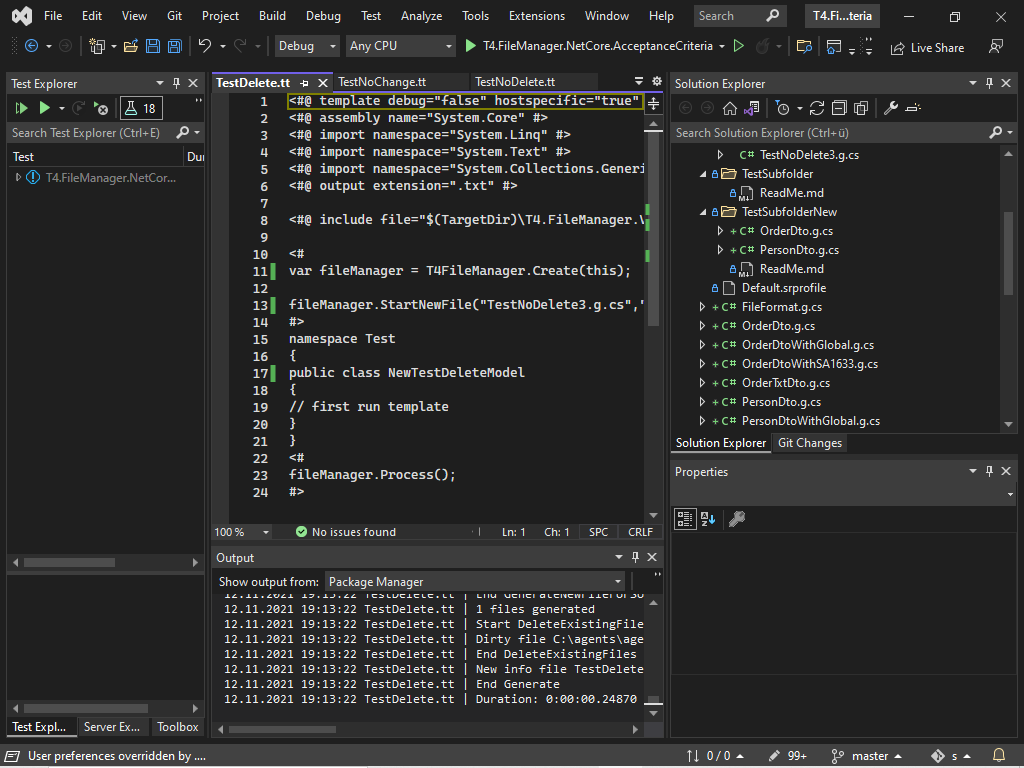 File Edit View Git Project Build Debug Test Analyze Tools Extensions Window Help Search T4.Fi...teria
Debug Any CPU T4.FileManager.NetCore.AcceptanceCriteria Live Share
Test Explorer
18
Search Test Explorer (Ctrl+E)
Test Dur
T4.FileManager.NetCor...
Test Expl... Server Ex... Toolbox
TestDelete.tt TestNoChange.tt TestNoDelete.tt
1 <#@ template debug="false" hostspecific="true"
2 <#@ assembly name="System.Core" #>
3 <#@ import namespace="System.Linq" #>
4 <#@ import namespace="System.Text" #>
5 <#@ import namespace="System.Collections.Generi
6 <#@ output extension=".txt" #>
7
8 <#@ include file="$(TargetDir)\T4.FileManager.V
9
10 <#
11 var fileManager = T4FileManager.Create(this);
12
13 fileManager.StartNewFile("TestNoDelete3.g.cs","
14 #>
15 namespace Test
16 {
17 public class NewTestDeleteModel
18 {
19 // first run template
20 }
21 }
22 <#
23 fileManager.Process();
24 #>
100 % No issues found Ln: 1 Ch: 1 SPC CRLF
Output
Show output from: Package Manager
12.11.2021 19:13:22 TestDelete.tt | End GenerateNewFileForSo
12.11.2021 19:13:22 TestDelete.tt | 1 files generated
12.11.2021 19:13:22 TestDelete.tt | Start DeleteExistingFile
12.11.2021 19:13:22 TestDelete.tt | Dirty file C:\agents\age
12.11.2021 19:13:22 TestDelete.tt | End DeleteExistingFiles
12.11.2021 19:13:22 TestDelete.tt | New info file TestDelete
12.11.2021 19:13:22 TestDelete.tt | End Generate
12.11.2021 19:13:22 TestDelete.tt | Duration: 0:00:00.24870
Solution Explorer
Search Solution Explorer (Ctrl+ü)
C# TestNoDelete3.g.cs
TestSubfolder
M↓ ReadMe.md
TestSubfolderNew
+ C# OrderDto.g.cs
+ C# PersonDto.g.cs
M↓ ReadMe.md
Default.srprofile
+ C# FileFormat.g.cs
+ C# OrderDto.g.cs
+ C# OrderDtoWithGlobal.g.cs
+ C# OrderDtoWithSA1633.g.cs
+ C# OrderTxtDto.g.cs
+ C# PersonDto.g.cs
+ C# PersonDtoWithGlobal.g.cs
Solution Explorer Git Changes
Properties
User preferences overridden by .... 0 / 0 99+ master s